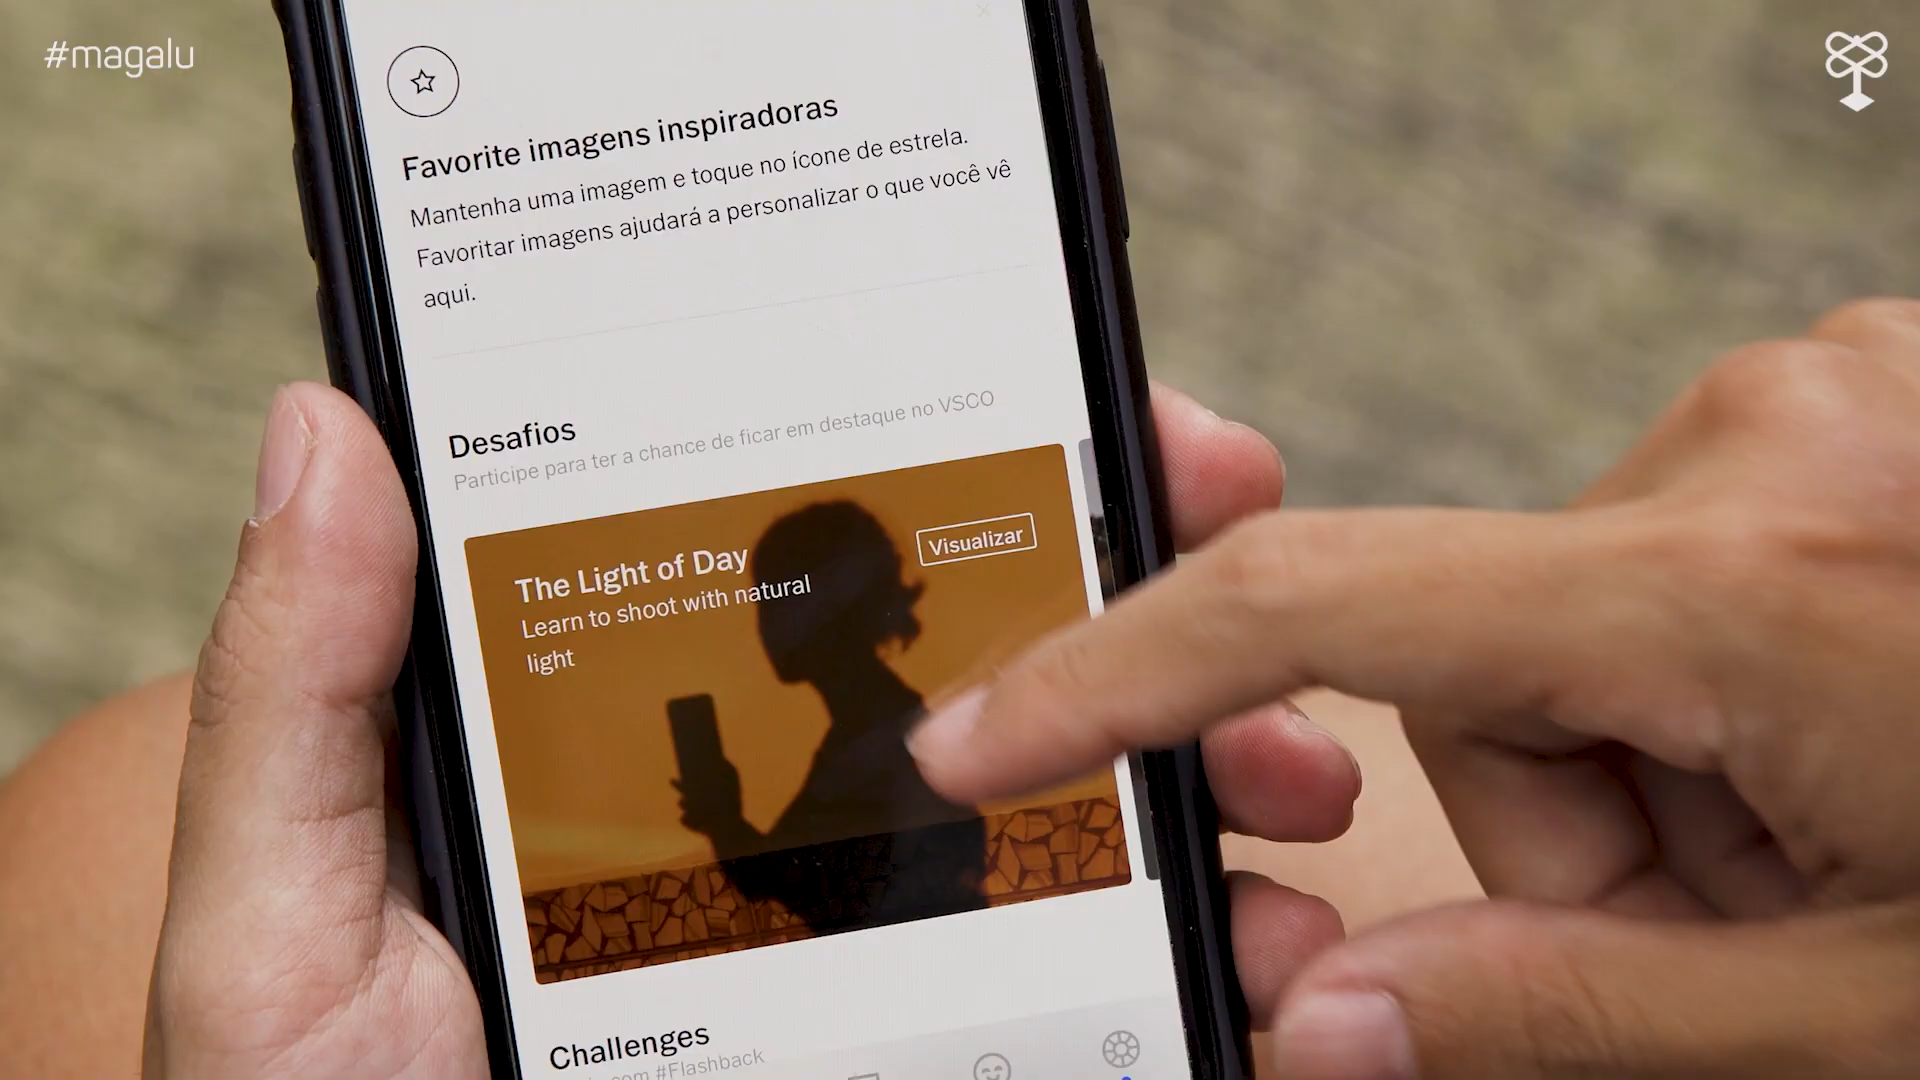 #magalu
Favorite imagens inspiradoras
Mantenha uma imagem e toque no ícone de estrela.
Favoritar imagens ajudará a personalizar o que você vê
aqui.
Desafios
Participe para ter a chance de ficar em destaque no VSCO
The Light of Day
Visualizar
Learn to shoot with natural
light
Challenges
com #Flashback